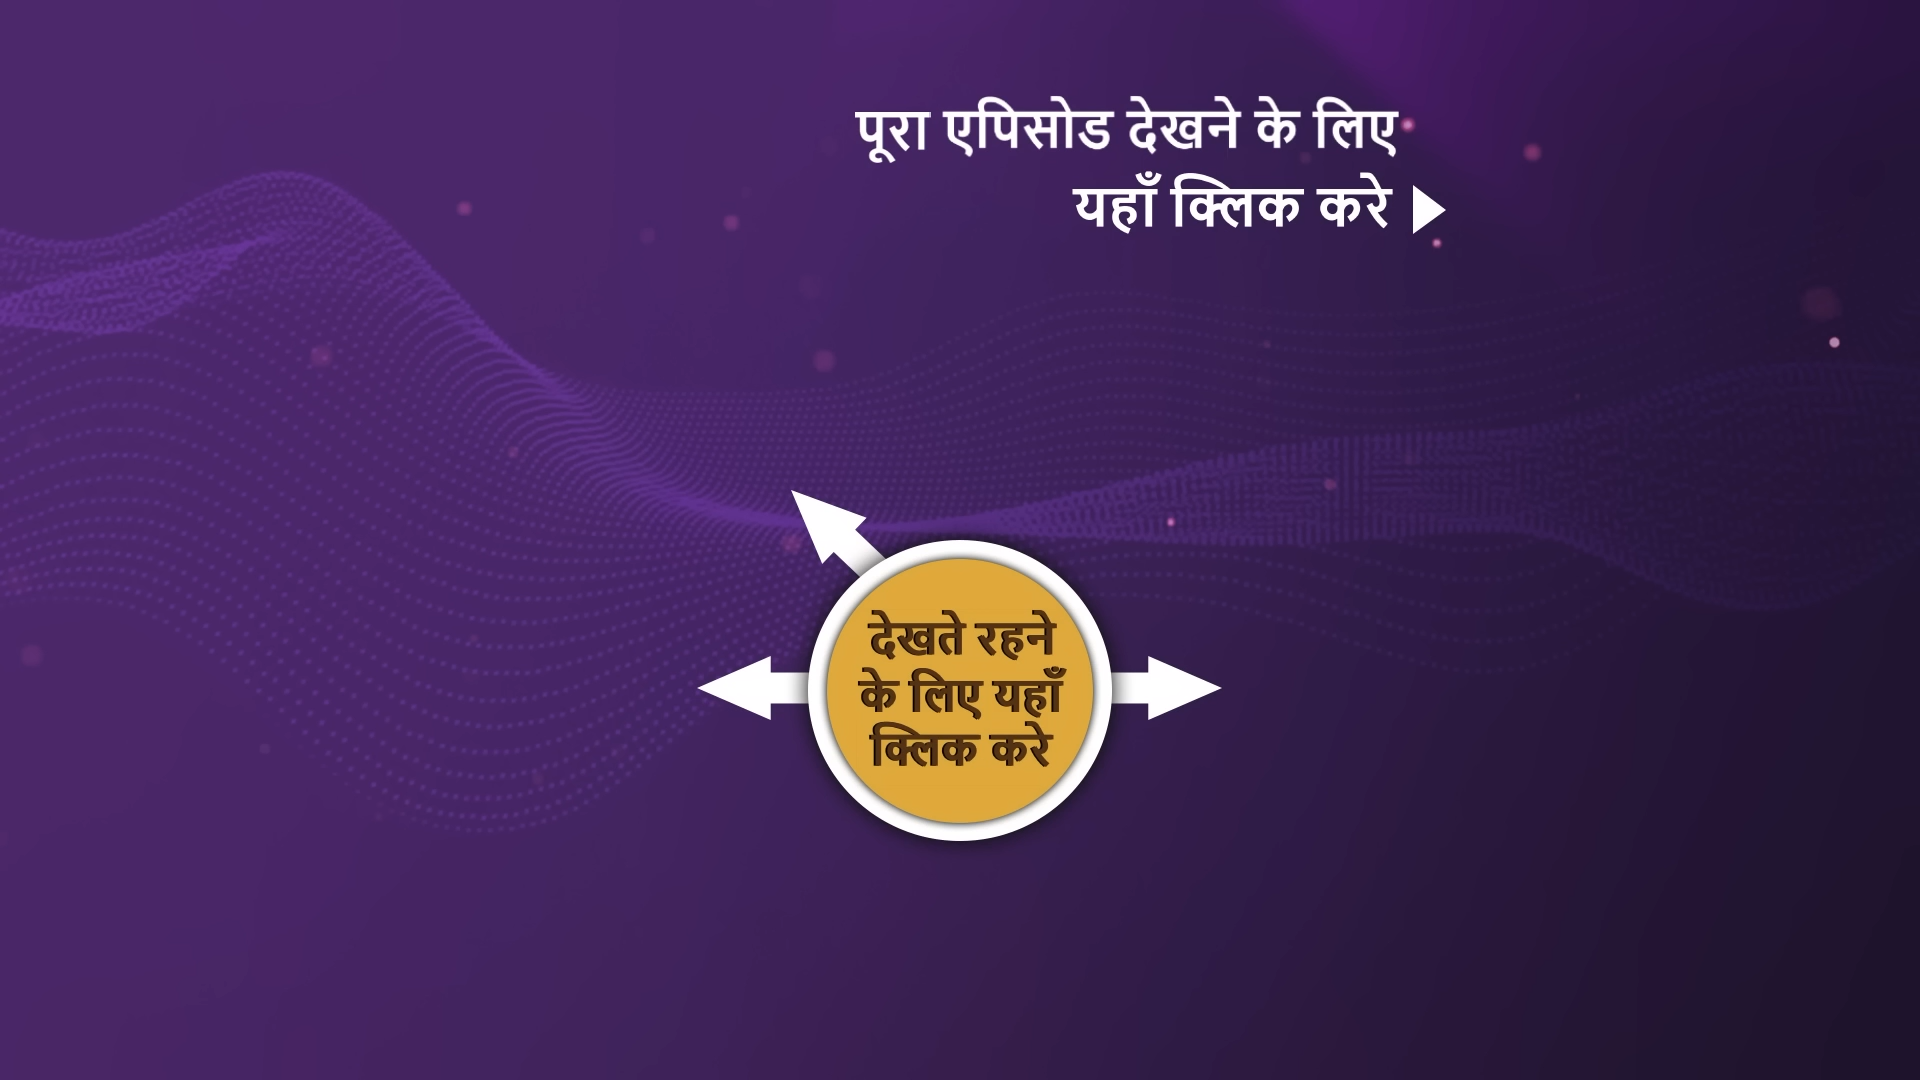 पूरा एपिसोड देखने के लिए
यहाँ क्लिक करे
देखते रहने
के लिए यहाँ
क्लिक करे